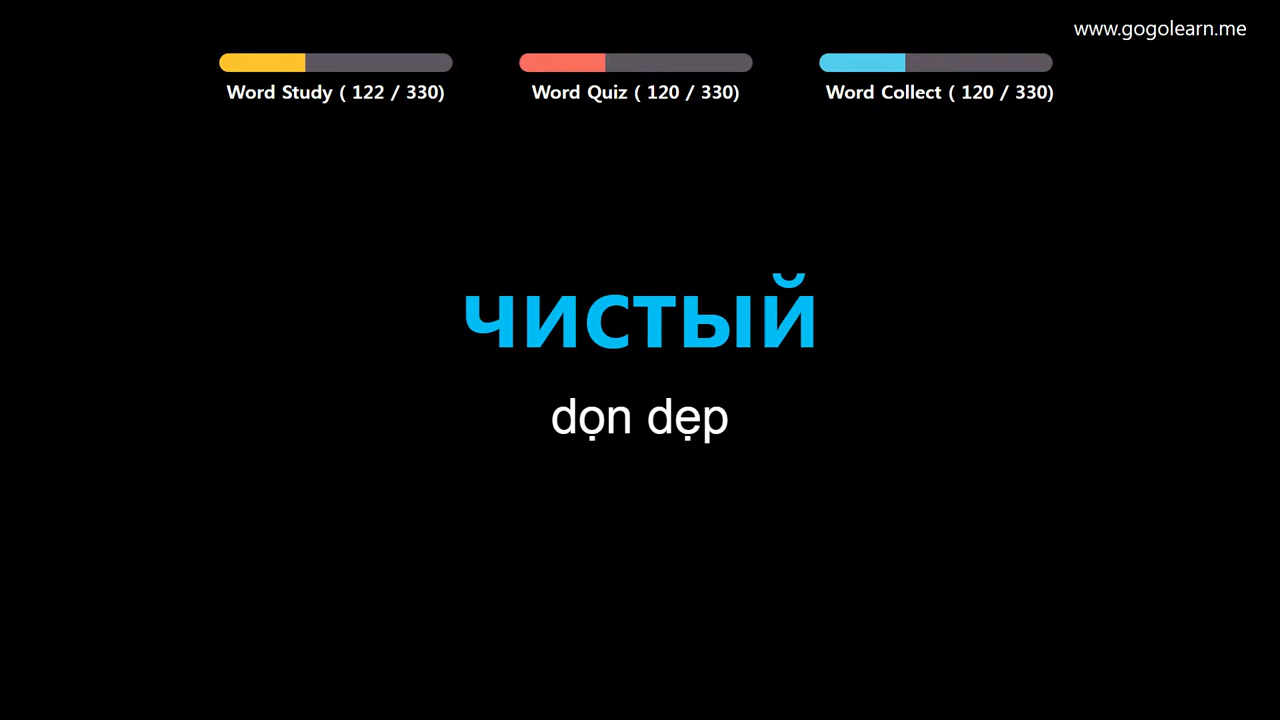 www.gogolearn.me
Word Study ( 122 / 330)
Word Quiz ( 120 / 330)
Word Collect ( 120 / 330)
чистый
dọn dẹp